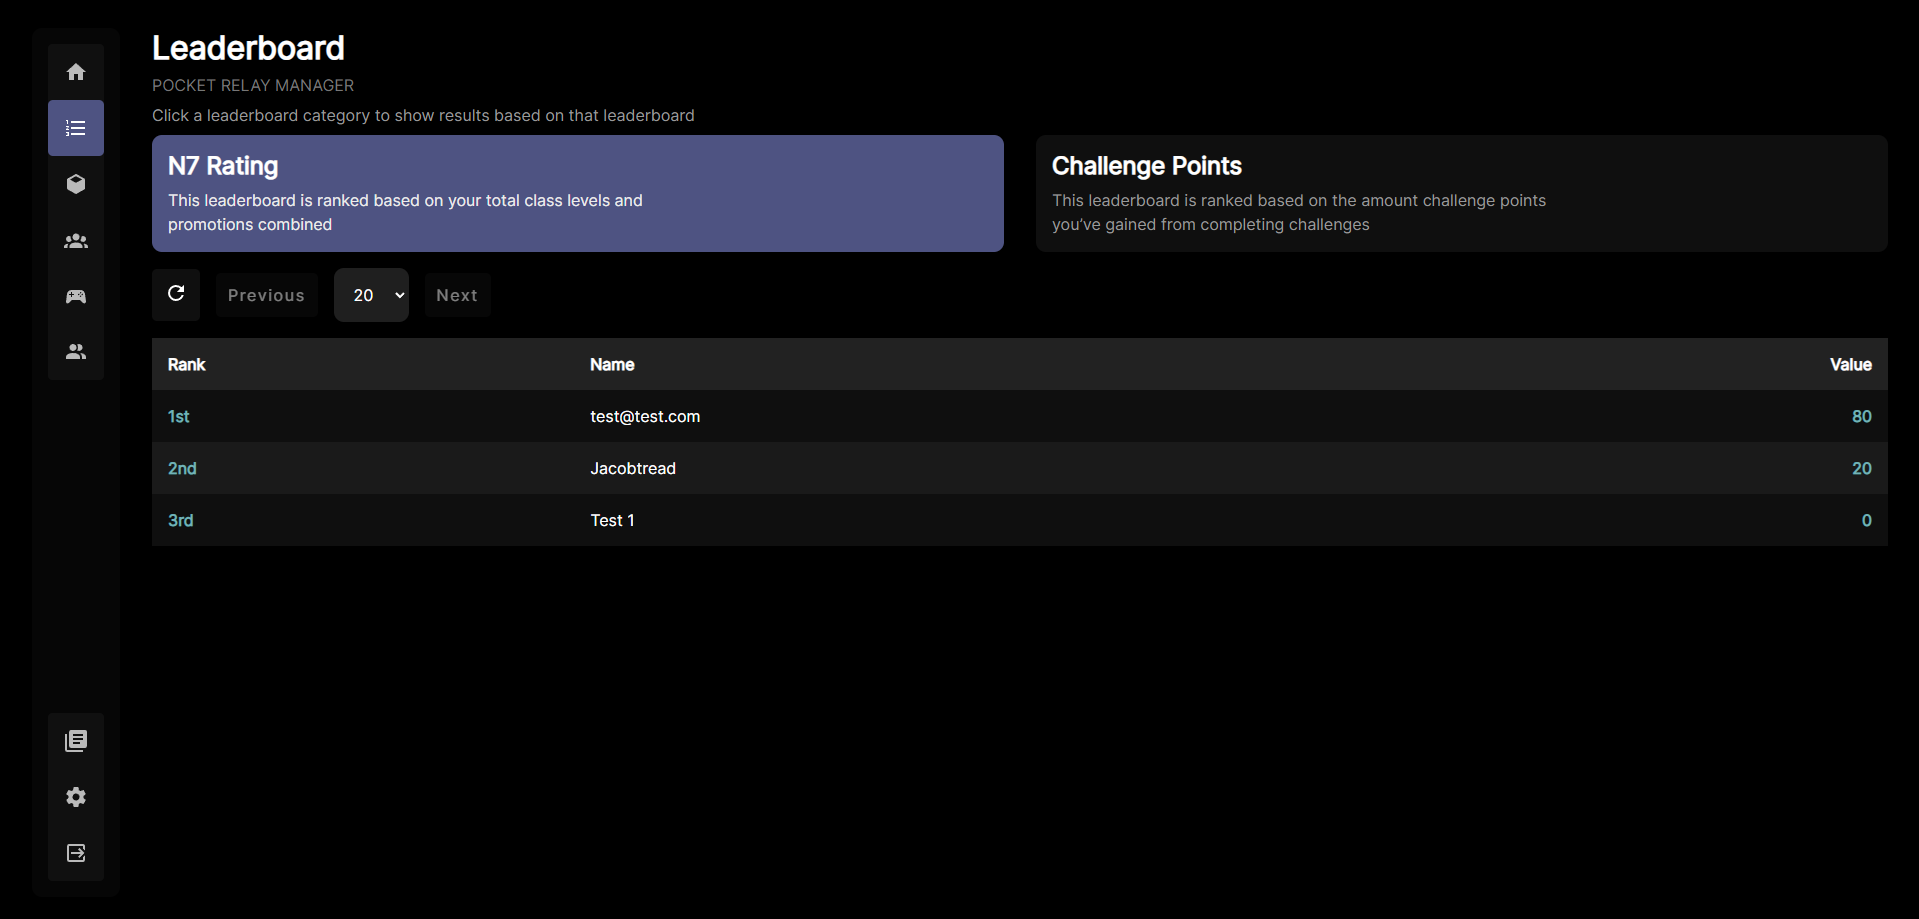 Leaderboard
POCKET RELAY MANAGER
Click a leaderboard category to show results based on that leaderboard
N7 Rating
This leaderboard is ranked based on your total class levels and
promotions combined
Challenge Points
This leaderboard is ranked based on the amount challenge points
you’ve gained from completing challenges
Previous 20 Next
Rank Name Value
1st test@test.com 80
2nd Jacobtread 20
3rd Test 1 0